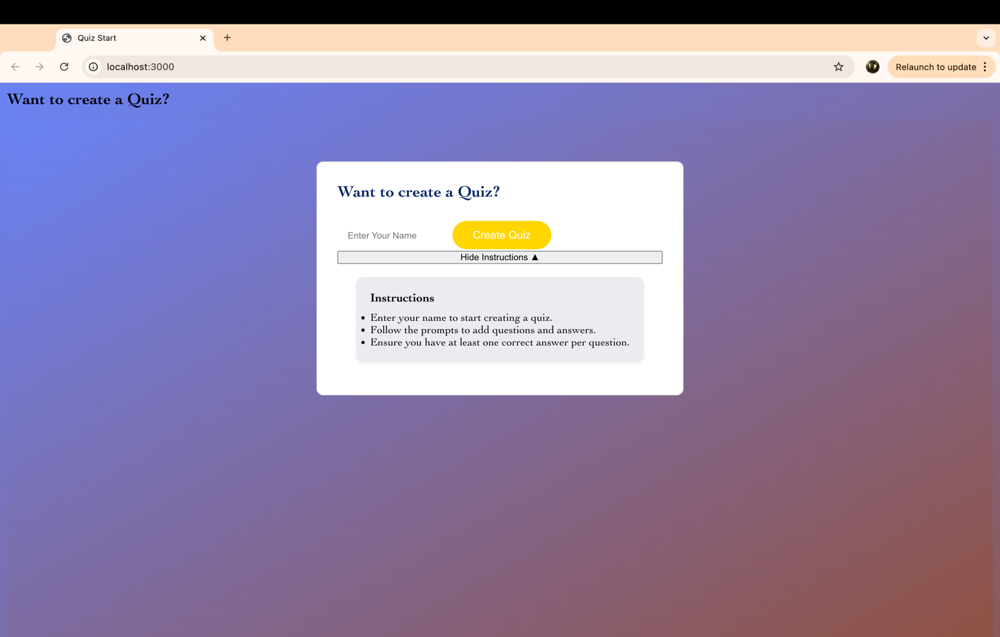 Quiz Start
localhost:3000
Relaunch to update
Want to create a Quiz?
Want to create a Quiz?
Enter Your Name
Create Quiz
Hide Instructions ▲
Instructions
• Enter your name to start creating a quiz.
• Follow the prompts to add questions and answers.
• Ensure you have at least one correct answer per question.